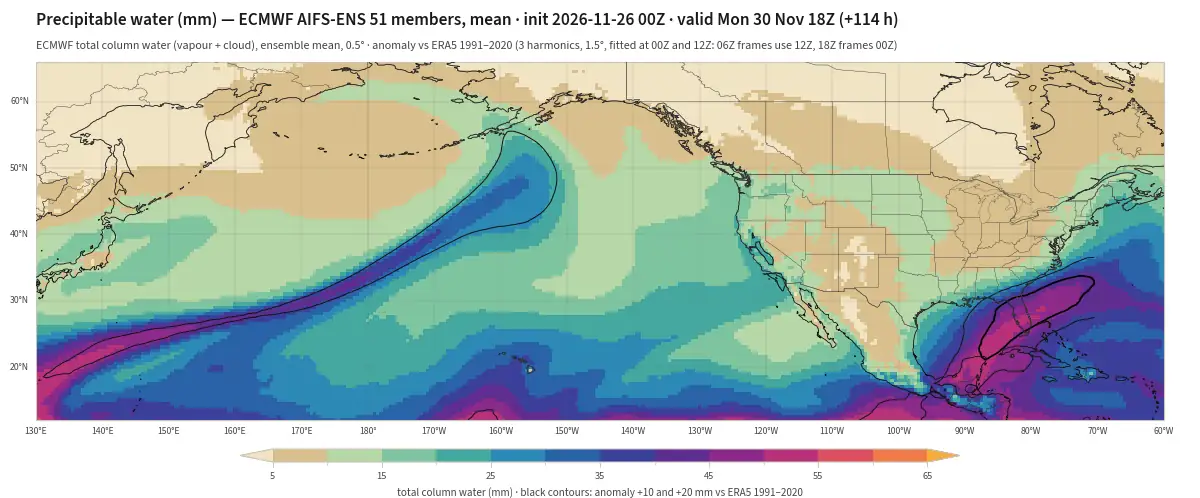 Precipitable water (mm) — ECMWF AIFS-ENS 51 members, mean · init 2026-11-26 00Z · valid Mon 30 Nov 18Z (+114 h)
ECMWF total column water (vapour + cloud), ensemble mean, 0.5° · anomaly vs ERA5 1991–2020 (3 harmonics, 1.5°, fitted at 00Z and 12Z: 06Z frames use 12Z, 18Z frames 00Z)
60°N
50°N
40°N
30°N
20°N
130°E 140°E 150°E 160°E 170°E 180° 170°W 160°W 150°W 140°W 130°W 120°W 110°W 100°W 90°W 80°W 70°W 60°W
5 15 25 35 45 55 65
total column water (mm) · black contours: anomaly +10 and +20 mm vs ERA5 1991–2020